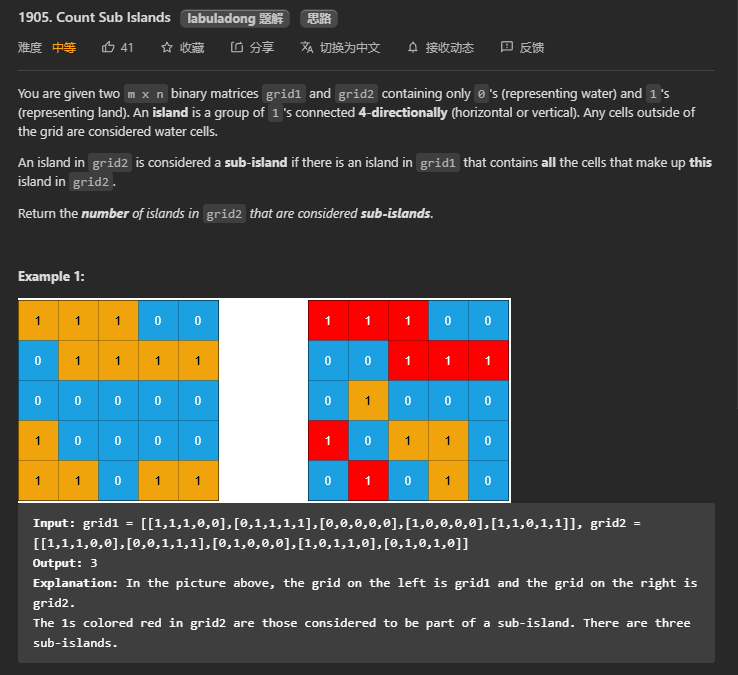 1905. Count Sub Islands labuladong 题解 思路
难度 中等 41 收藏 分享 切换为中文 接收动态 反馈
You are given two m x n binary matrices grid1 and grid2 containing only 0's (representing water) and 1's
(representing land). An island is a group of 1's connected 4-directionally (horizontal or vertical). Any cells outside of
the grid are considered water cells.
An island in grid2 is considered a sub-island if there is an island in grid1 that contains all the cells that make up this
island in grid2.
Return the number of islands in grid2 that are considered sub-islands.
Example 1:
1 1 1 0 0 1 1 1 0 0
0 1 1 1 1 0 0 1 1 1
0 0 0 0 0 0 1 0 0 0
1 0 0 0 0 1 0 1 1 0
1 1 0 1 1 0 1 0 1 0
Input: grid1 = [[1,1,1,0,0],[0,1,1,1,1],[0,0,0,0,0],[1,0,0,0,0],[1,1,0,1,1]], grid2 =
[[1,1,1,0,0],[0,0,1,1,1],[0,1,0,0,0],[1,0,1,1,0],[0,1,0,1,0]]
Output: 3
Explanation: In the picture above, the grid on the left is grid1 and the grid on the right is
grid2.
The 1s colored red in grid2 are those considered to be part of a sub-island. There are three
sub-islands.